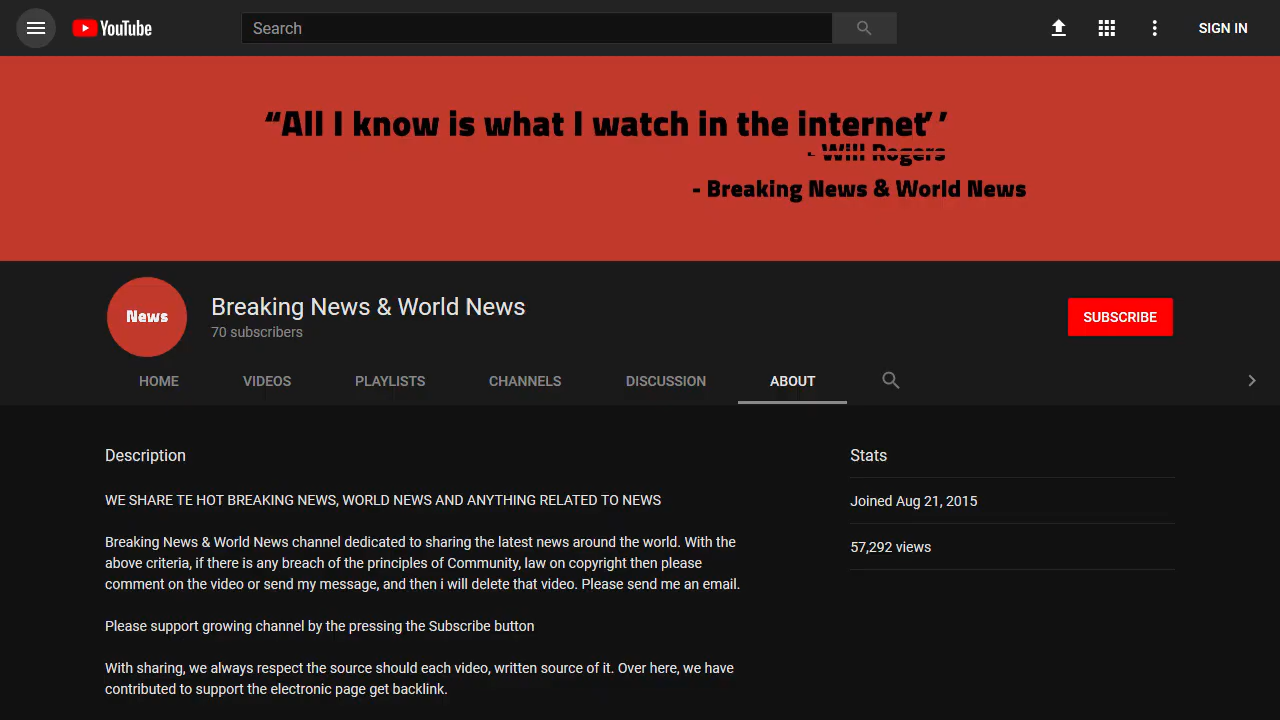 YouTube
Search
SIGN IN
“All I know is what I watch in the internet’’
- Will Rogers
- Breaking News & World News
News
Breaking News & World News
70 subscribers
SUBSCRIBE
HOME
VIDEOS
PLAYLISTS
CHANNELS
DISCUSSION
ABOUT
Description
WE SHARE TE HOT BREAKING NEWS, WORLD NEWS AND ANYTHING RELATED TO NEWS
Breaking News & World News channel dedicated to sharing the latest news around the world. With the
above criteria, if there is any breach of the principles of Community, law on copyright then please
comment on the video or send my message, and then i will delete that video. Please send me an email.
Please support growing channel by the pressing the Subscribe button
With sharing, we always respect the source should each video, written source of it. Over here, we have
contributed to support the electronic page get backlink.
Stats
Joined Aug 21, 2015
57,292 views